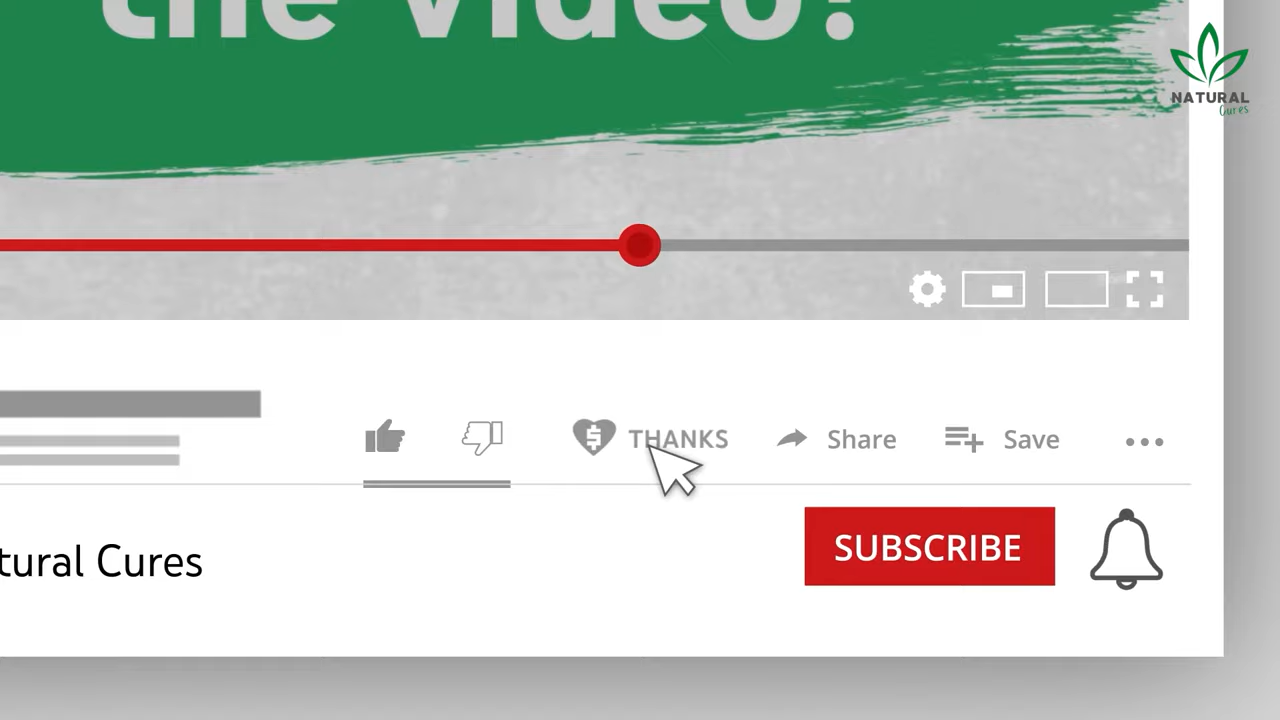 the Video?
NATURAL
Cures
THANKS
Share
Save
tural Cures
SUBSCRIBE